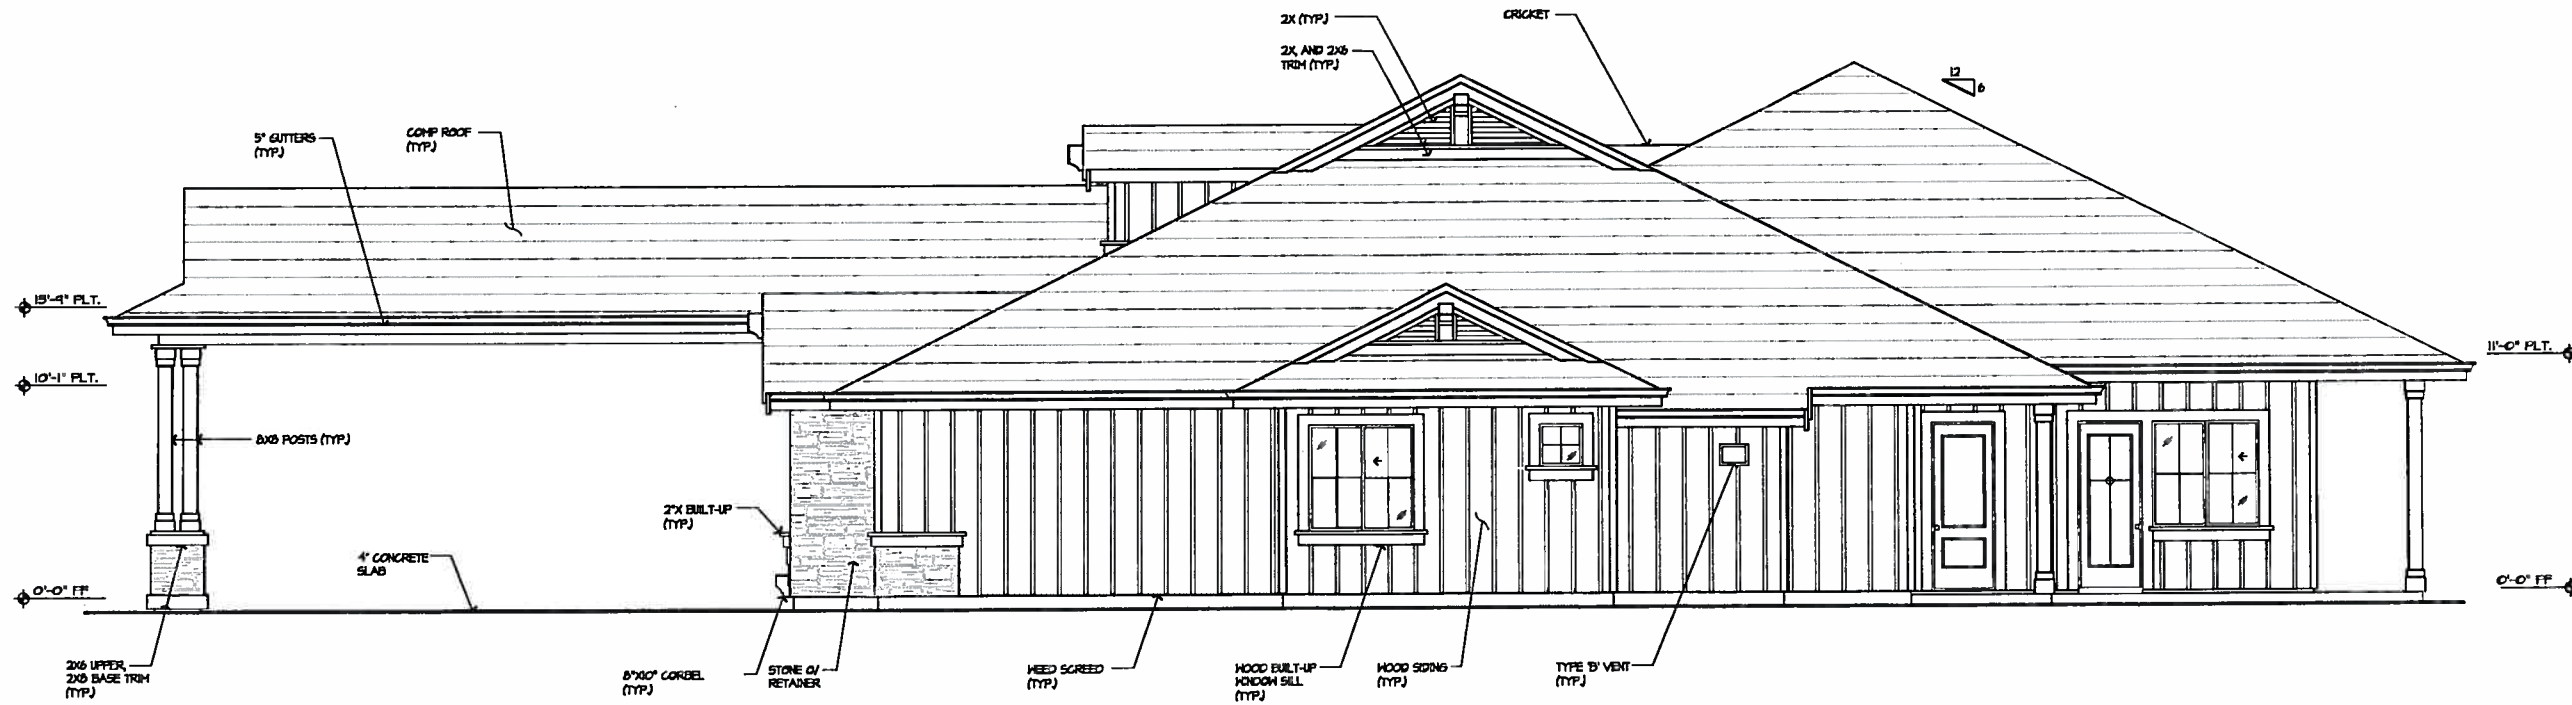 2X (TYP.)
CRICKET
2X, AND 2X6
TRIM (TYP.)
12
6
5" GUTTERS
(TYP.)
COMP ROOF
(TYP.)
11'-0" PLT.
10'-1" PLT.
8X8 POSTS (TYP.)
2"X BUILT-UP
(TYP.)
4" CONCRETE
SLAB
0'-0" FF
0'-0" FF
2X6 UPPER,
2X8 BASE TRIM
(TYP.)
8"X10" CORBEL
(TYP.)
STONE O/
RETAINER
WEED SCREED
(TYP.)
WOOD BUILT-UP
WINDOW SILL
(TYP.)
WOOD SIDING
(TYP.)
TYPE 'B' VENT
(TYP.)